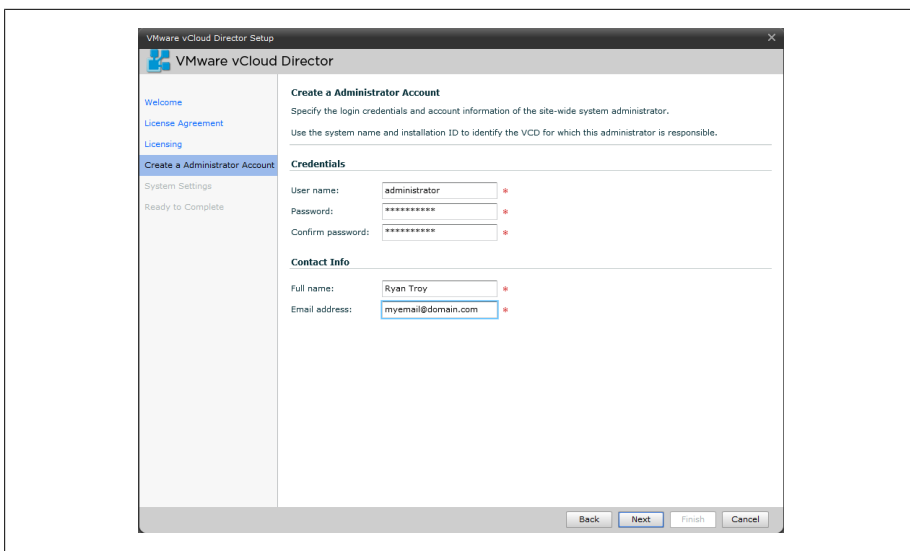 VMware vCloud Director Setup
VMware vCloud Director
Welcome
License Agreement
Licensing
Create a Administrator Account
System Settings
Ready to Complete
Create a Administrator Account
Specify the login credentials and account information of the site-wide system administrator.
Use the system name and installation ID to identify the VCD for which this administrator is responsible.
Credentials
User name: administrator *
Password: ********** *
Confirm password: ********** *
Contact Info
Full name: Ryan Troy *
Email address: myemail@domain.com *
Back Next Finish Cancel